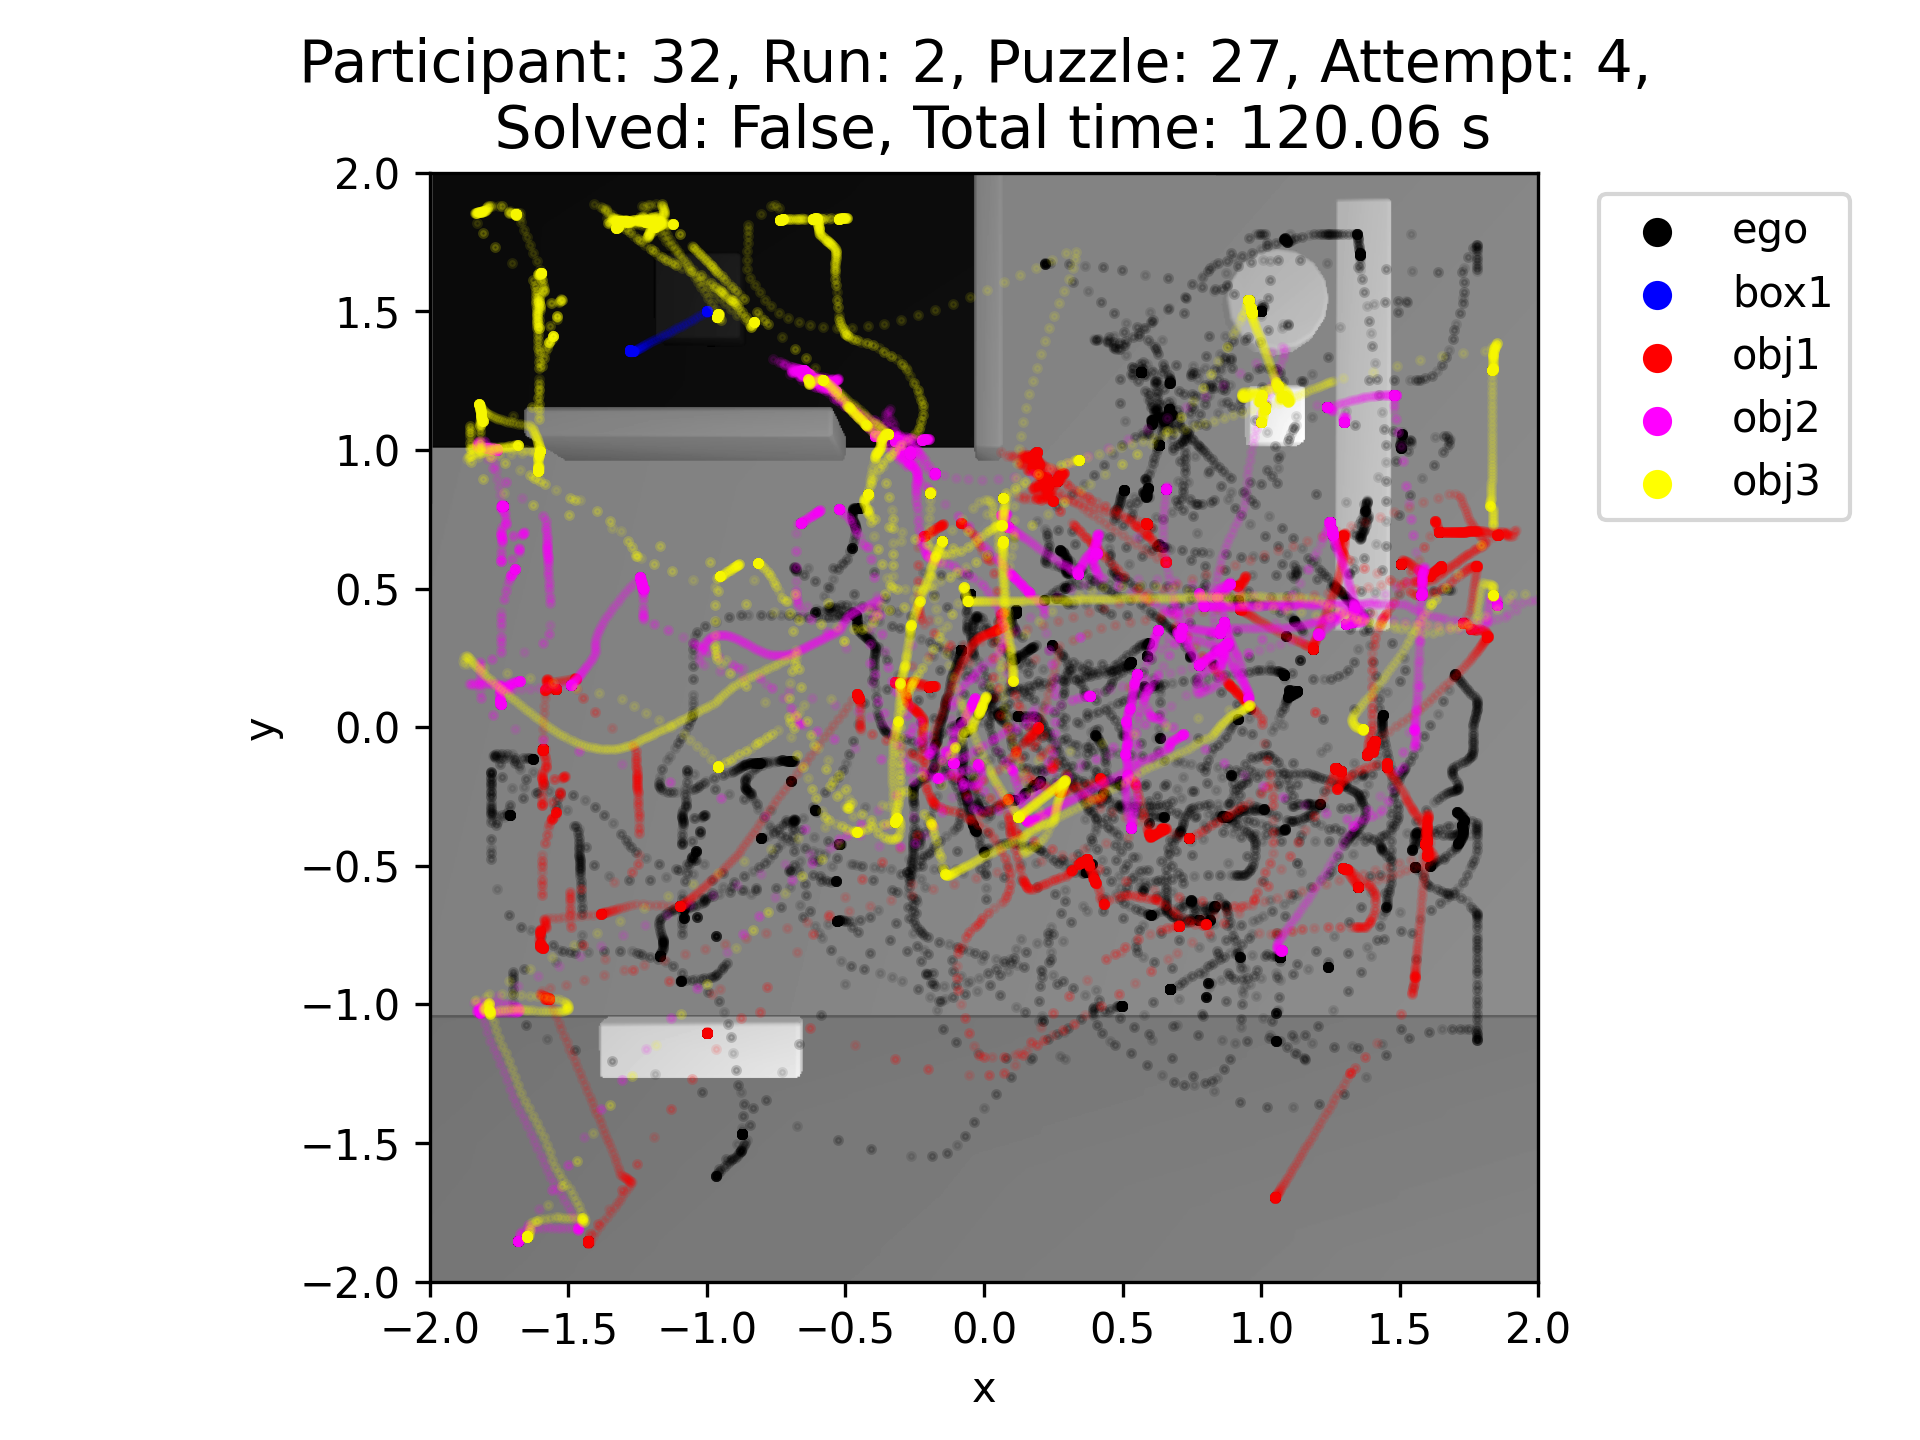 Participant: 32, Run: 2, Puzzle: 27, Attempt: 4,
Solved: False, Total time: 120.06 s
2.0
1.5
1.0
0.5
0.0
−0.5
−1.0
−1.5
−2.0
y
−2.0 −1.5 −1.0 −0.5 0.0 0.5 1.0 1.5 2.0
x
ego
box1
obj1
obj2
obj3